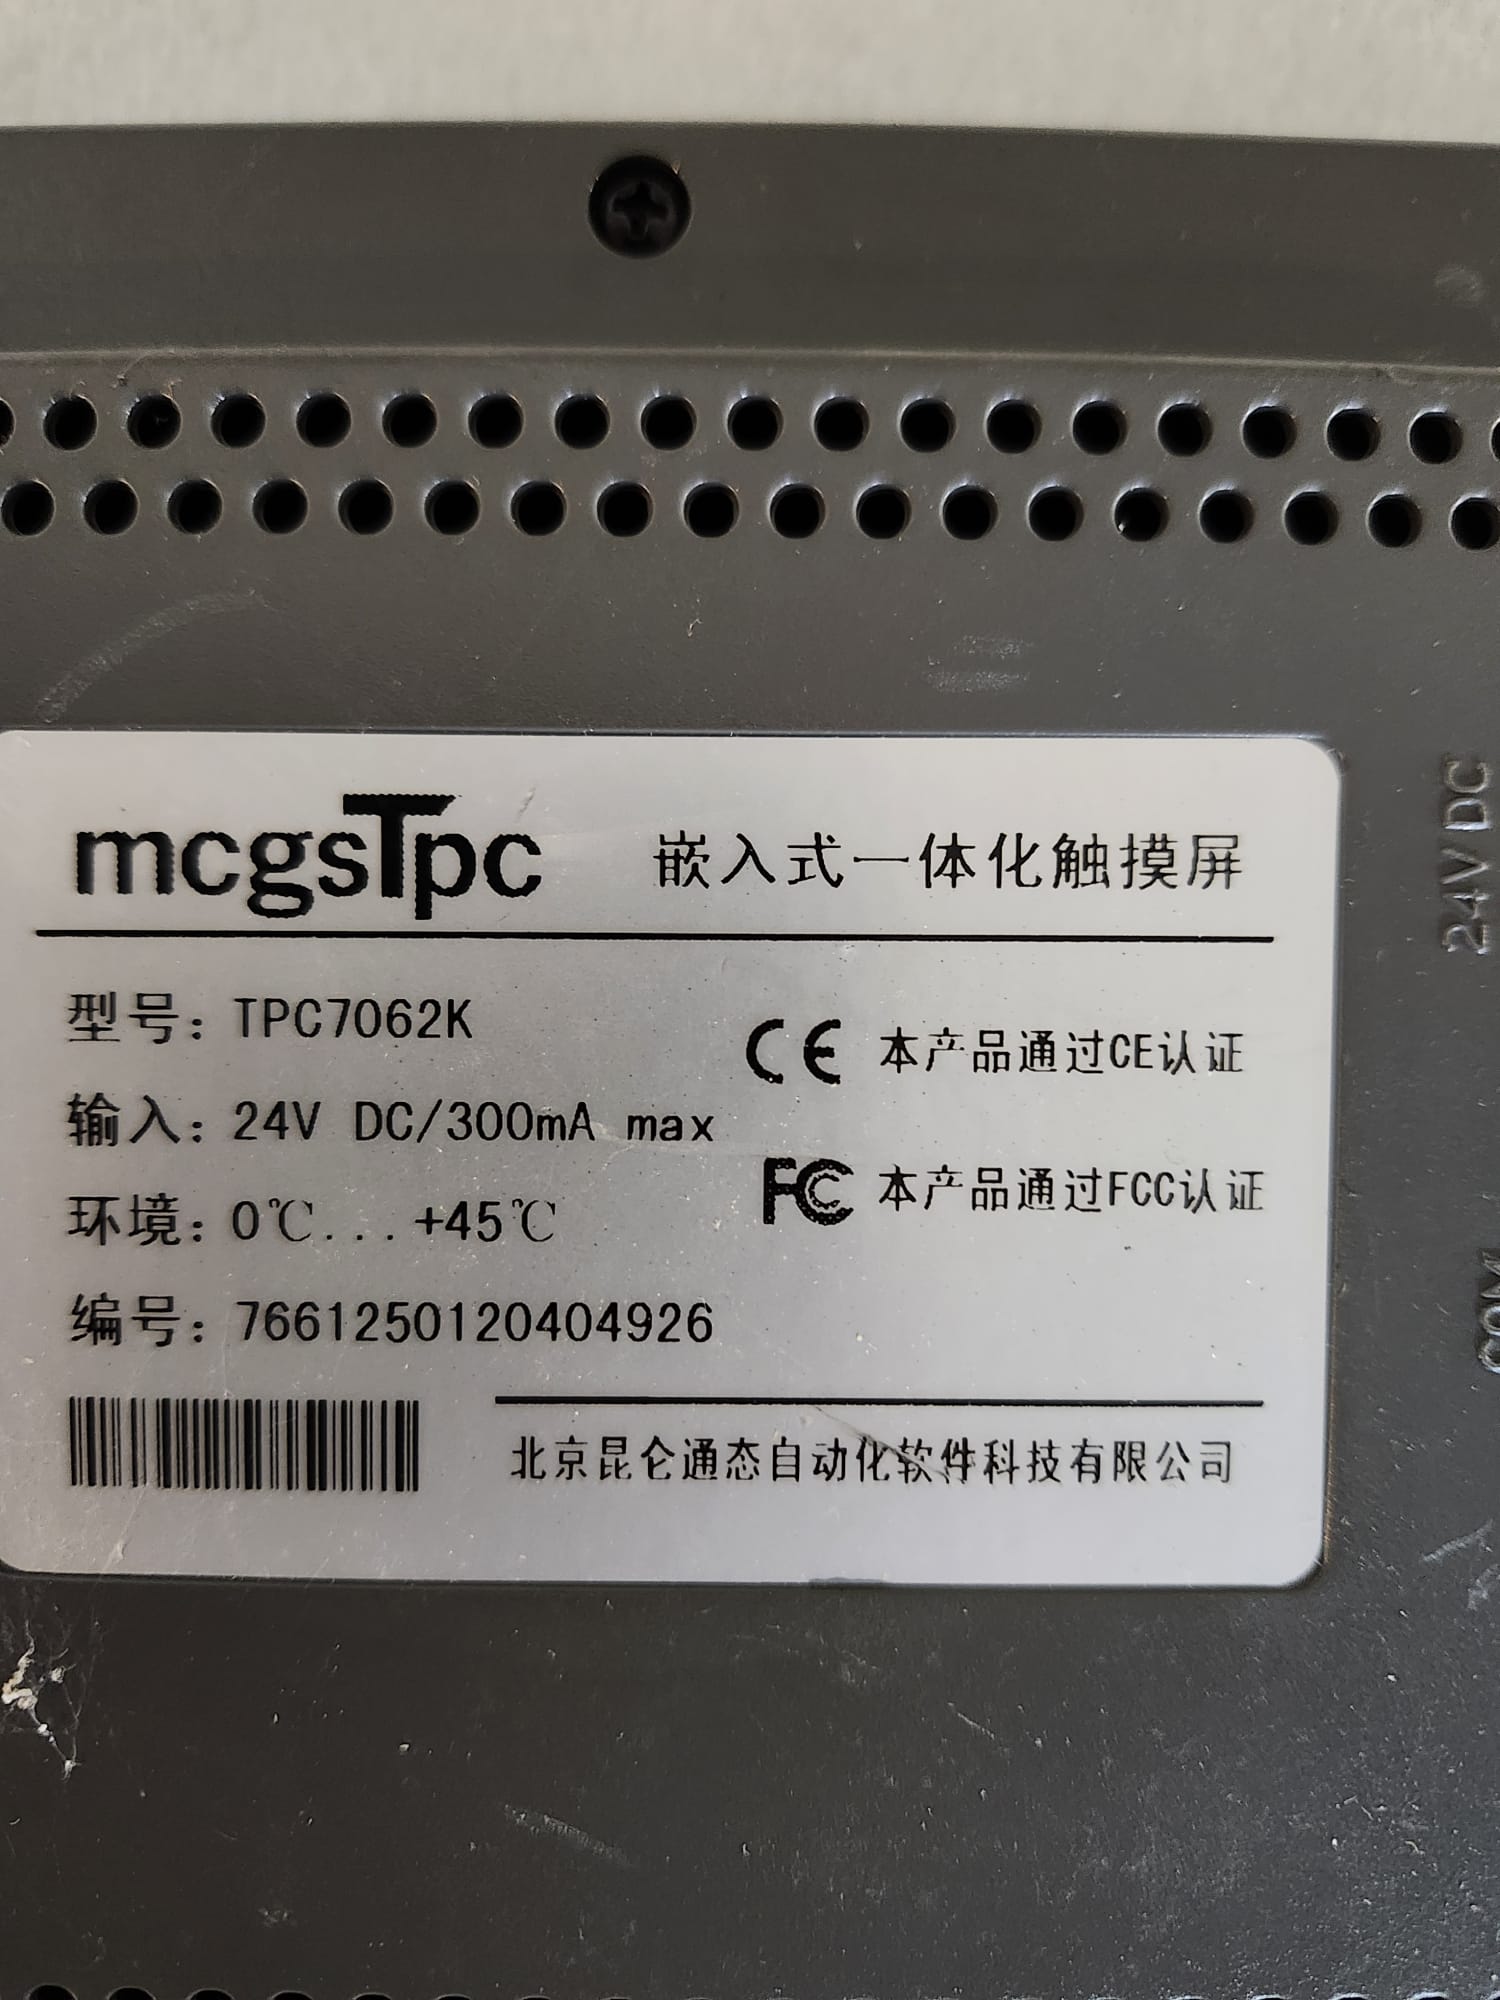 mcgsTpc 嵌入式一体化触摸屏
型号: TPC7062K
CE 本产品通过CE认证
输入: 24V DC/300mA max
FC 本产品通过FCC认证
环境: 0℃... +45℃
编号: 7661250120404926
北京昆仑通态自动化软件科技有限公司
24V DC
COM